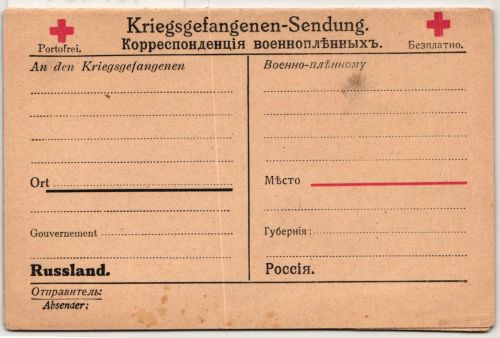 Kriegsgefangenen-Sendung.
Portofrei.
Корреспонденція военноплѣнныхъ.
Безплатно.
An den Kriegsgefangenen
Ort
Gouvernement
Russland.
Военно-плѣнному
Мѣсто
Губернія:
Россія.
Отправитель:
Absender: